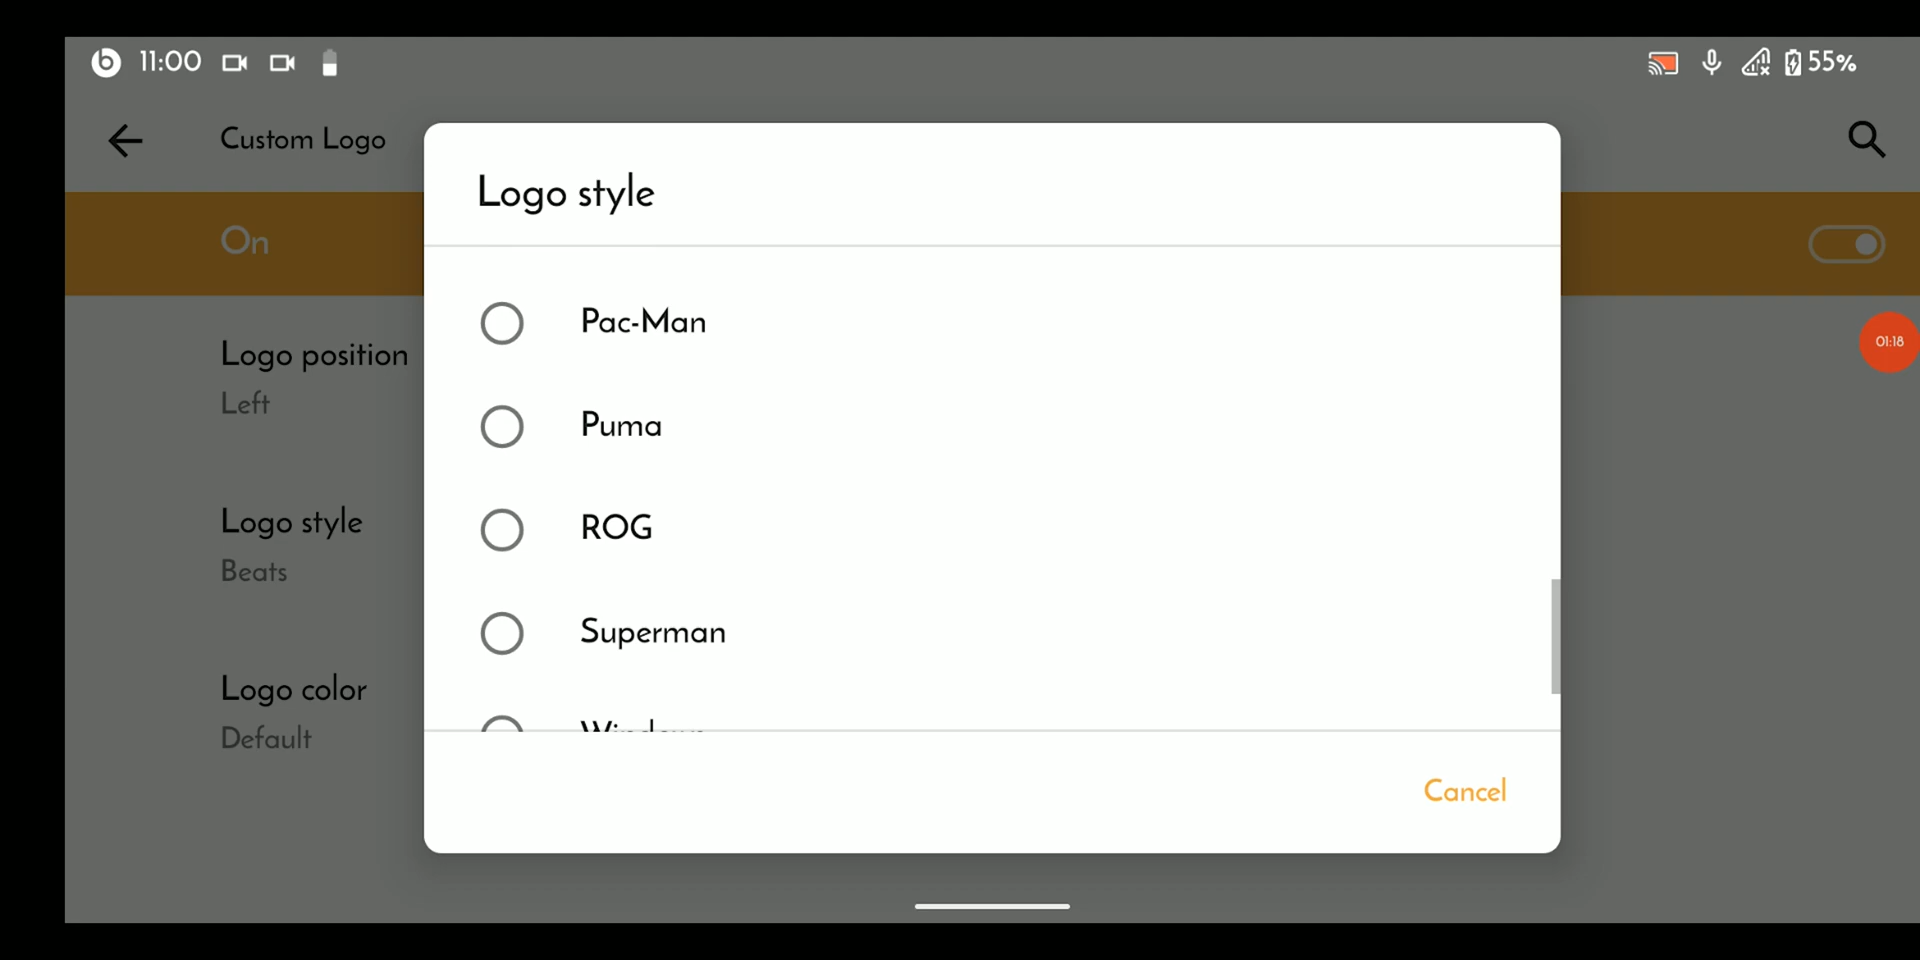 11:00
55%
Custom Logo
Logo style
On
Pac-Man
01:18
Logo position
Left
Puma
Logo style
ROG
Beats
Superman
Logo color
Default
Cancel